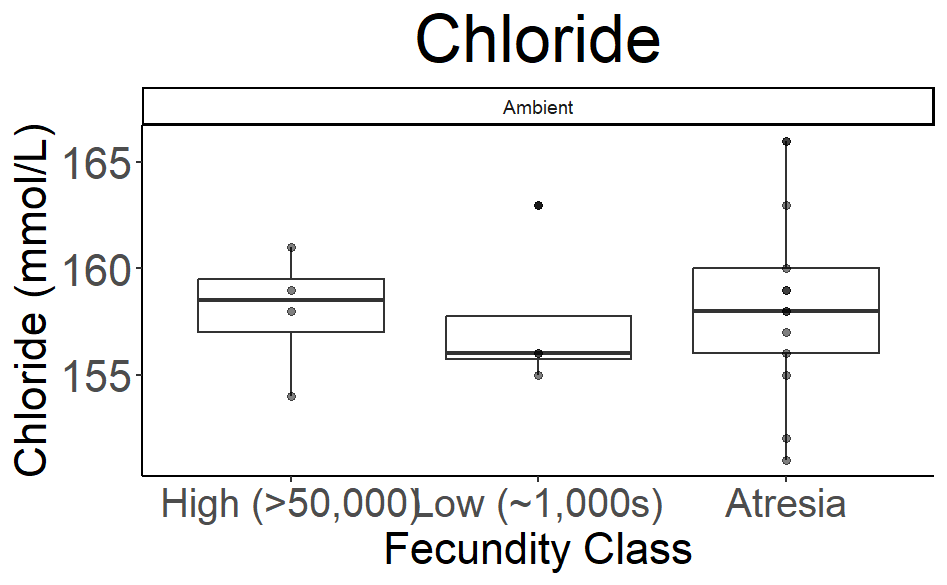 Chloride
Ambient
Chloride (mmol/L)
165
160
155
High (>50,000)
Low (~1,000s)
Atresia
Fecundity Class